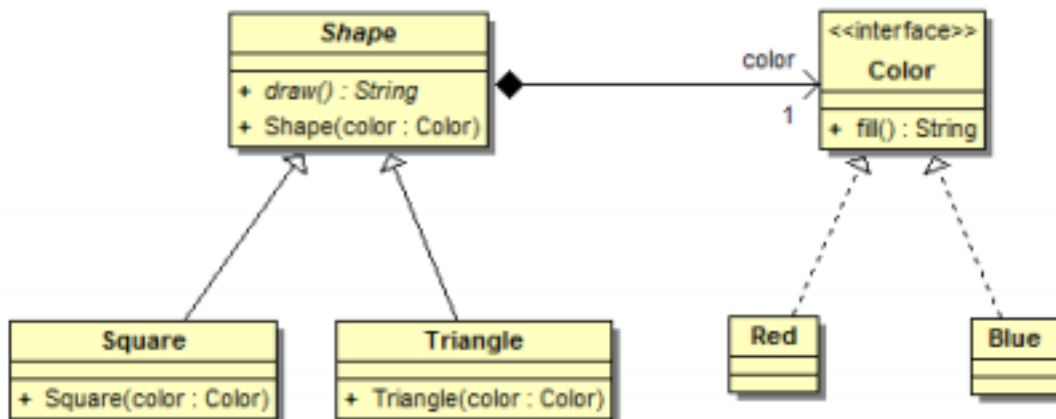 Shape
+ draw() : String
+ Shape(color : Color)
color
1
<<interface>>
Color
+ fill() : String
Square
+ Square(color : Color)
Triangle
+ Triangle(color : Color)
Red
Blue